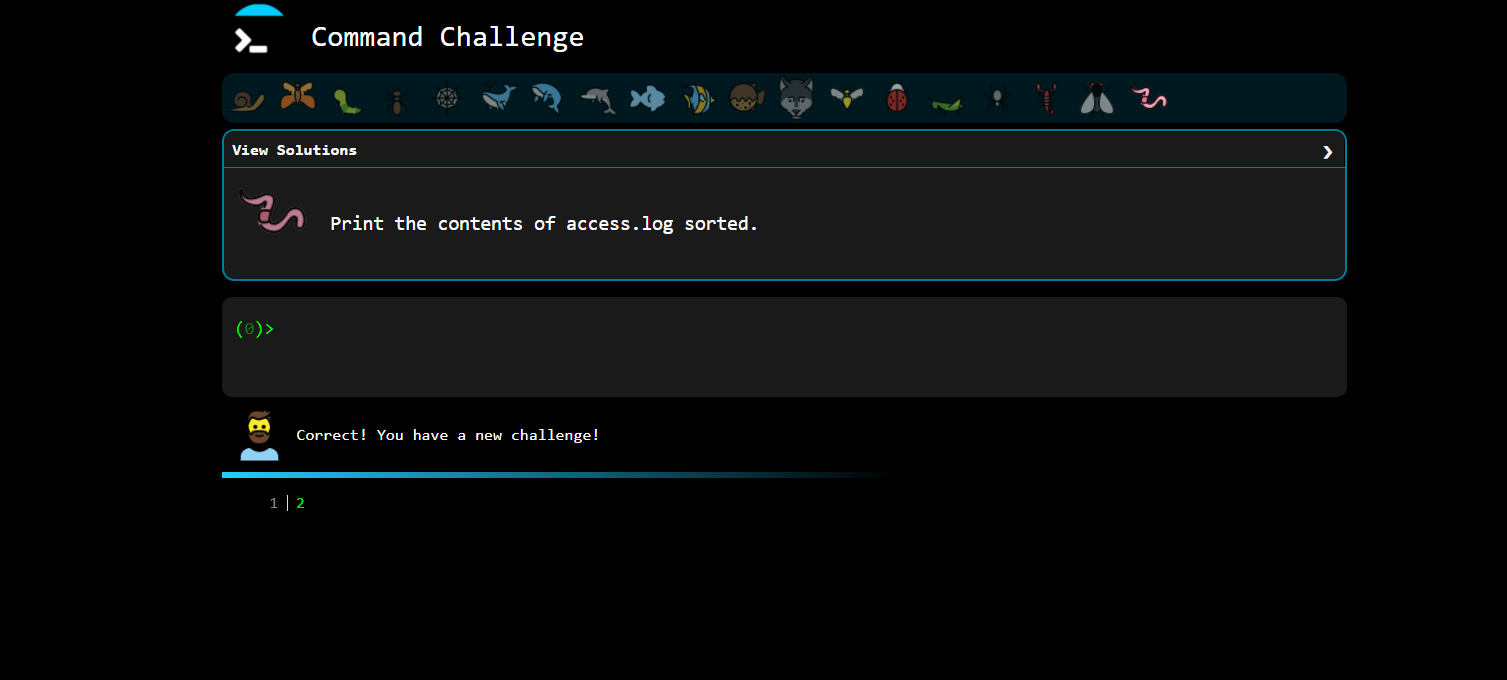 Command Challenge
View Solutions
Print the contents of access.log sorted.
(0)>
Correct! You have a new challenge!
1 2